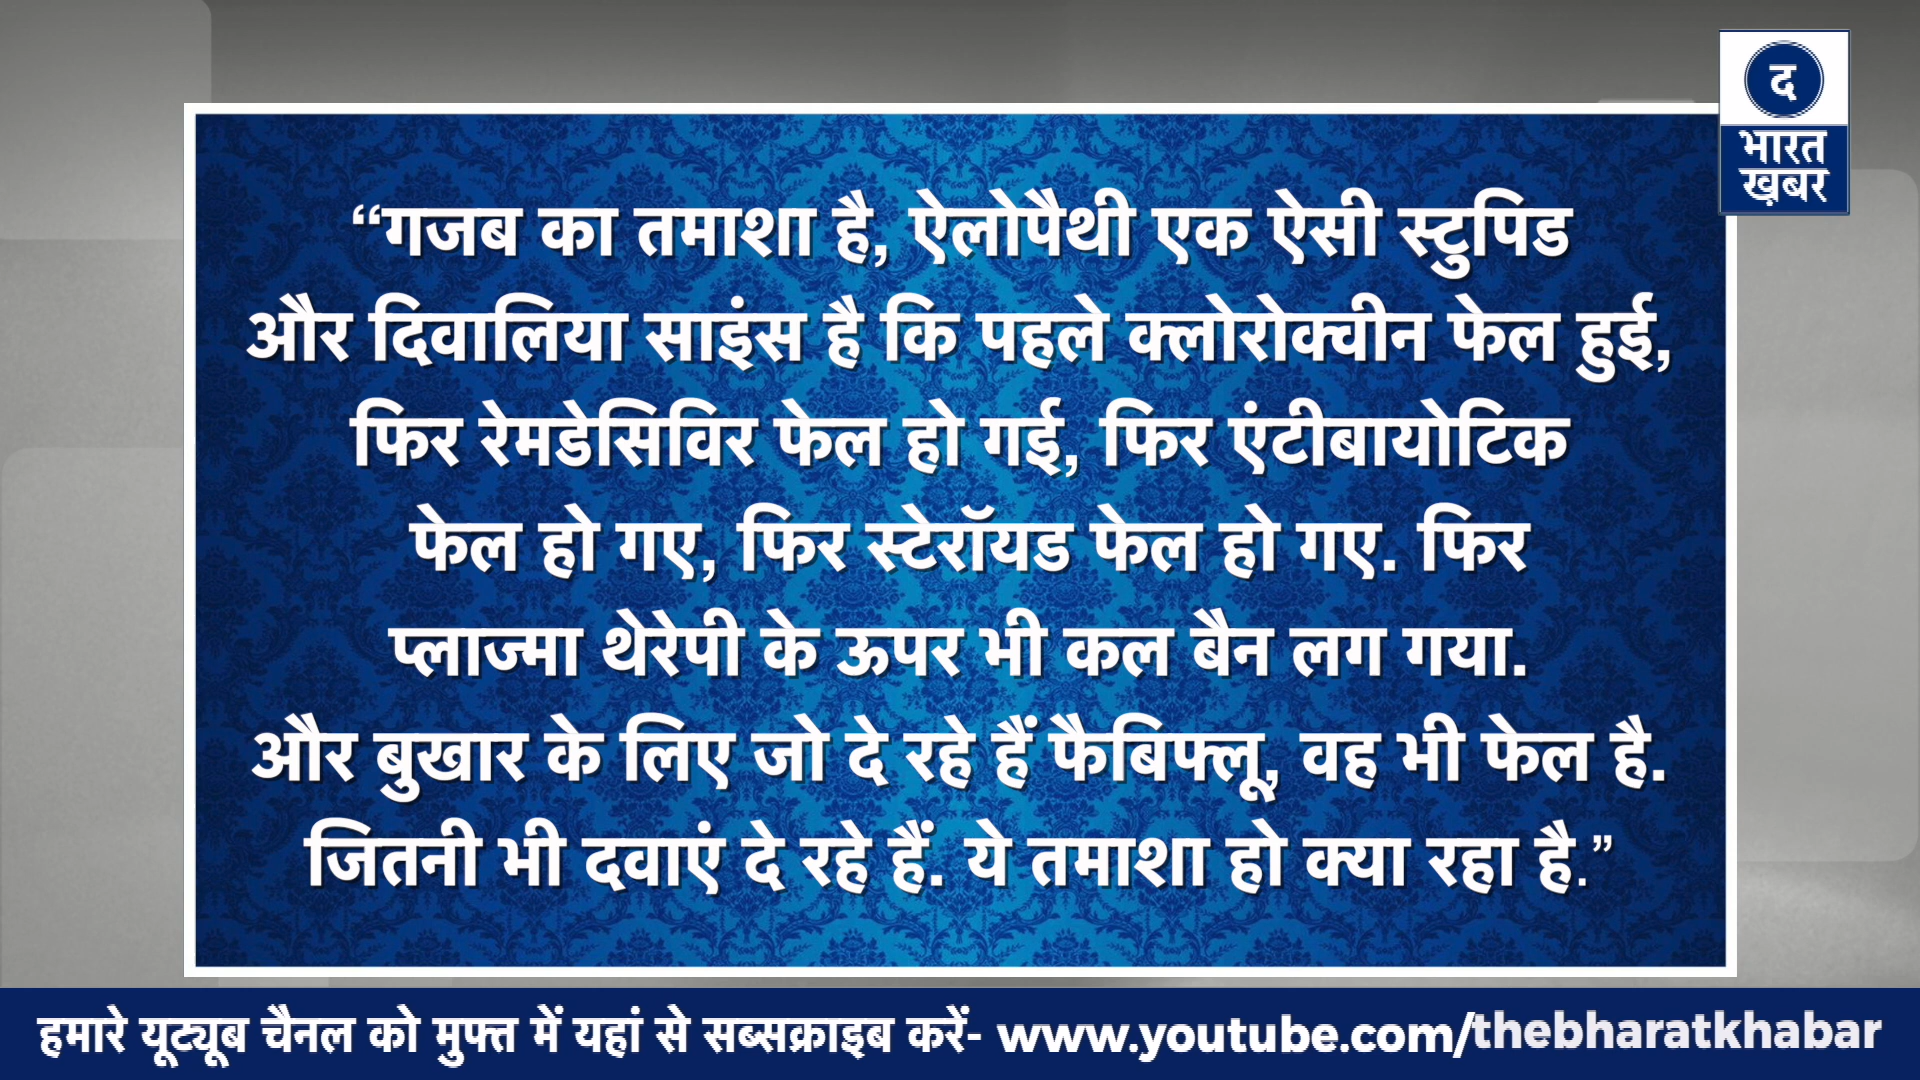 द
भारत
ख़बर
“गजब का तमाशा है, ऐलोपैथी एक ऐसी स्टुपिड
और दिवालिया साइंस है कि पहले क्लोरोक्वीन फेल हुई,
फिर रेमडेसिविर फेल हो गई, फिर एंटीबायोटिक
फेल हो गए, फिर स्टेरॉयड फेल हो गए. फिर
प्लाज्मा थेरेपी के ऊपर भी कल बैन लग गया.
और बुखार के लिए जो दे रहे हैं फैबिफ्लू, वह भी फेल है.
जितनी भी दवाएं दे रहे हैं. ये तमाशा हो क्या रहा है.”
हमारे यूट्यूब चैनल को मुफ्त में यहां से सब्सक्राइब करें- www.youtube.com/thebharatkhabar